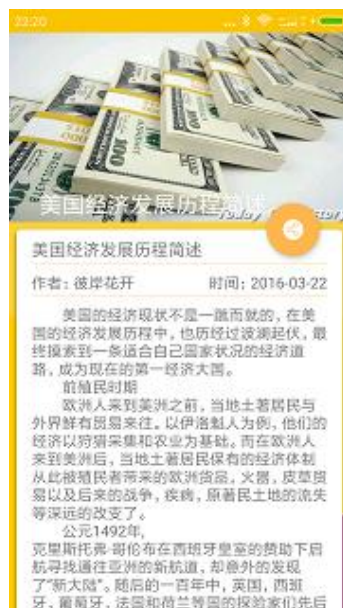 22:20
美国经济发展历程简述
美国经济发展历程简述
作者：彼岸花开
时间：2016-03-22
美国的经济现状不是一蹴而就的，在美
国的经济发展历程中，也历经过波澜起伏，最
终摸索到一条适合自己国家状况的经济道
路，成为现在的第一经济大国。
前殖民时期
欧洲人来到美洲之前，当地土著居民与
外界鲜有贸易来往。以伊洛魁人为例，他们的
经济以狩猎采集和农业为基础。而在欧洲人
来到美洲后，当地土著居民保有的经济体制
从此被殖民者带来的欧洲货品，火器，皮草贸
易以及后来的战争，疾病，原著民土地的流失
等深远的改变了。
公元1492年，
克里斯托弗·哥伦布在西班牙皇室的赞助下启
航寻找通往亚洲的新航道，却意外的发现
了“新大陆”。随后的一百年中，英国，西班
牙，葡萄牙，法国和荷兰等国的探险家们先后